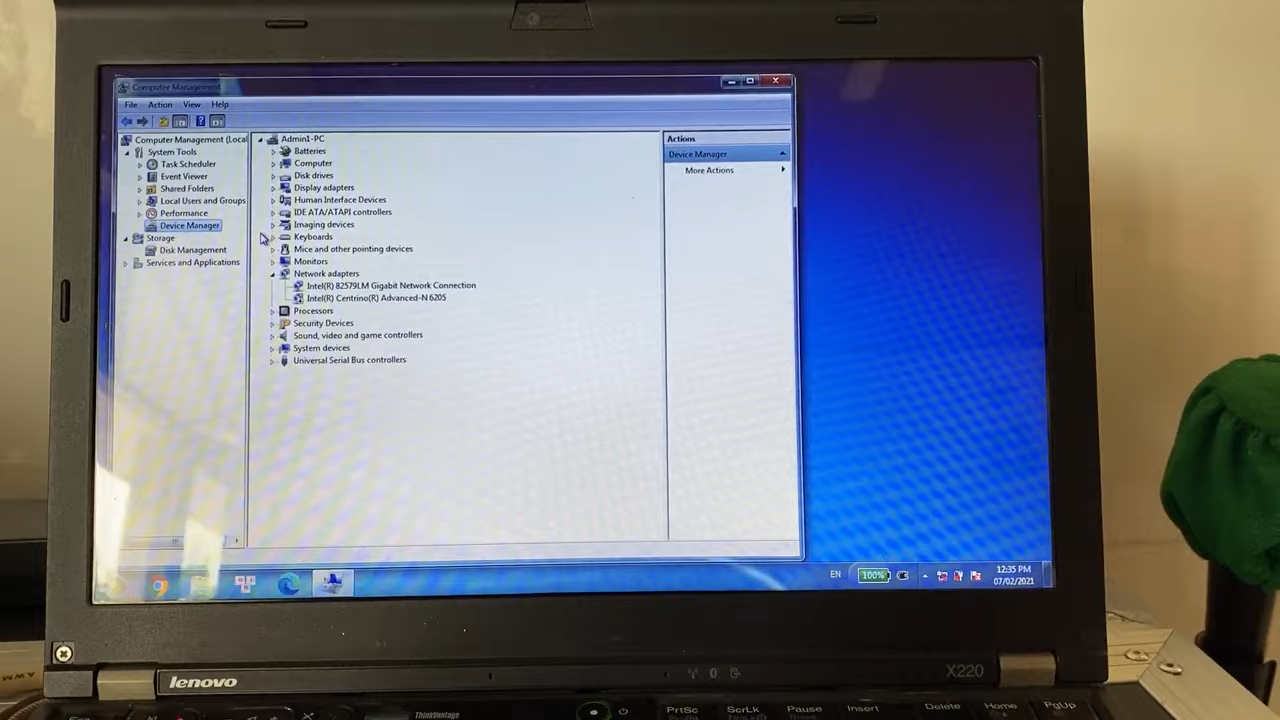 Computer Management
File Action View Help
Computer Management (Local
System Tools
Task Scheduler
Event Viewer
Shared Folders
Local Users and Groups
Performance
Device Manager
Storage
Disk Management
Services and Applications
Admin1-PC
Batteries
Computer
Disk drives
Display adapters
Human Interface Devices
IDE ATA/ATAPI controllers
Imaging devices
Keyboards
Mice and other pointing devices
Monitors
Network adapters
Intel(R) 82579LM Gigabit Network Connection
Intel(R) Centrino(R) Advanced-N 6205
Processors
Security Devices
Sound, video and game controllers
System devices
Universal Serial Bus controllers
Actions
Device Manager
More Actions
EN
100%
12:35 PM
07/02/2021
lenovo
X220
ThinkVantage
PrtSc ScrLk Pause Insert Delete Home PgUp
AWM